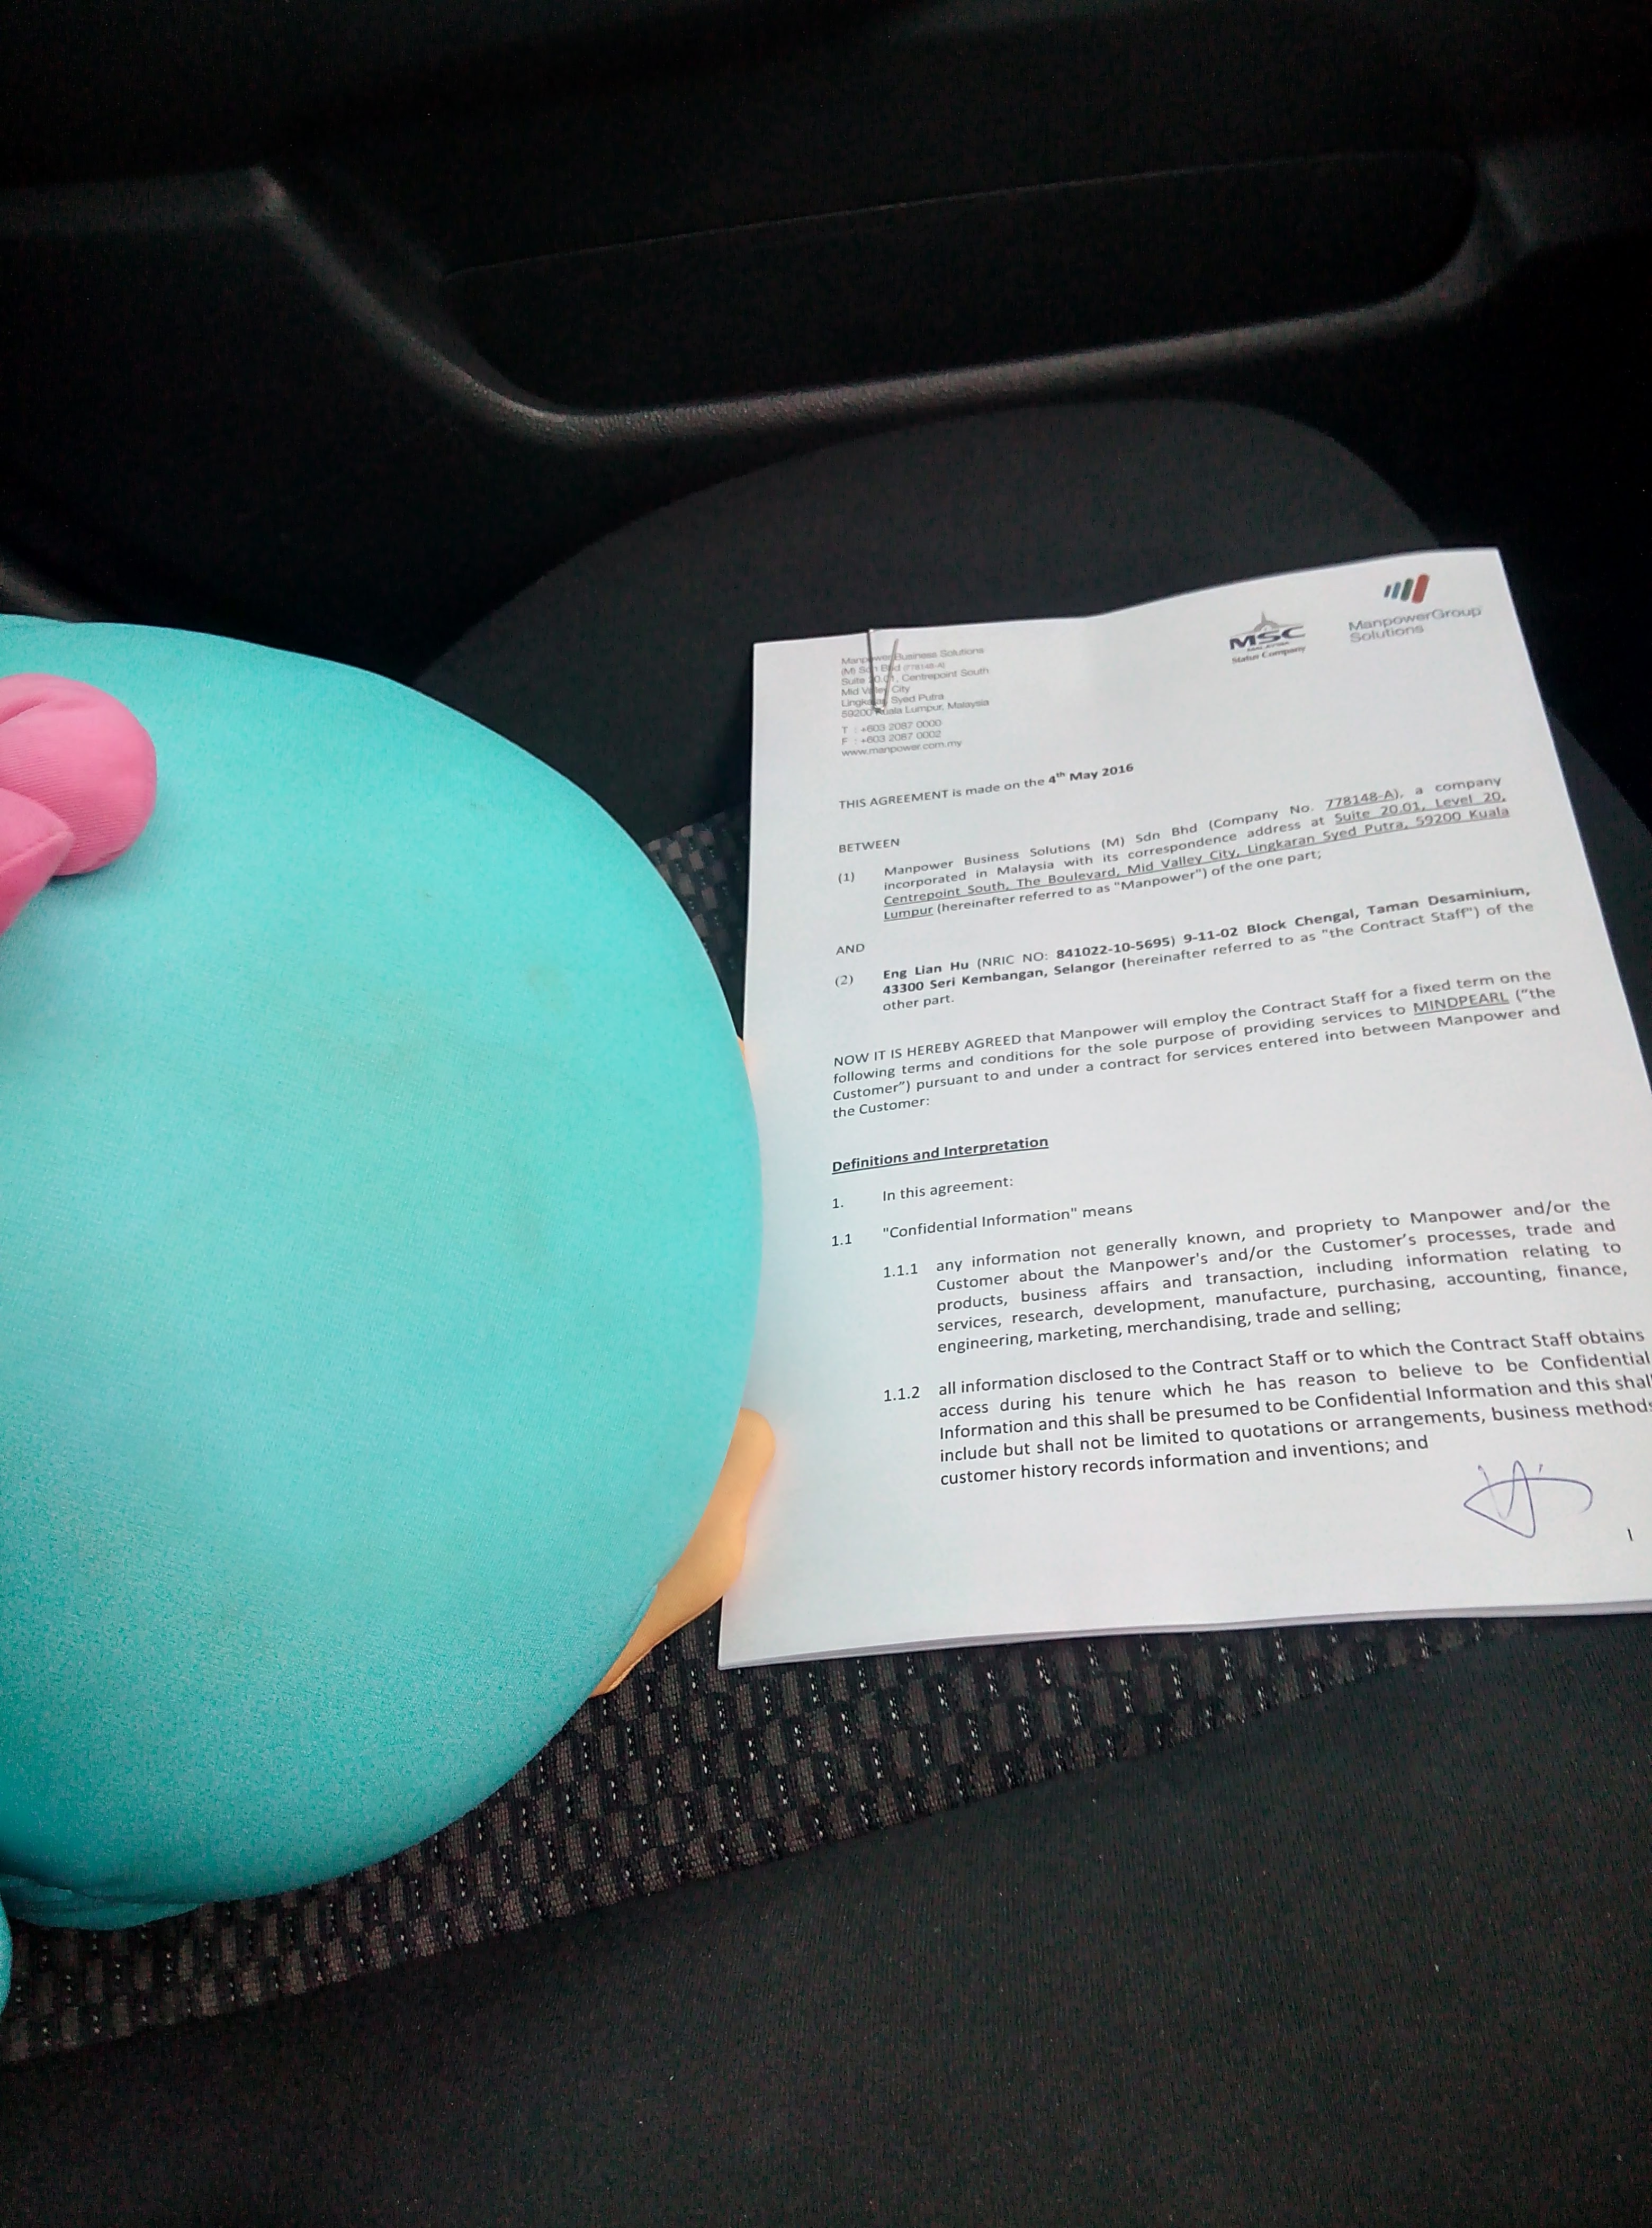 Manpower Business Solutions
(M) Sdn Bhd (778148-A)
Suite 20.01, Centrepoint South
Mid Valley City
Lingkaran Syed Putra
59200 Kuala Lumpur, Malaysia
T : +603 2087 0000
F : +603 2087 0002
www.manpower.com.my
MSC
MALAYSIA
Status Company
ManpowerGroup
Solutions
THIS AGREEMENT is made on the 4th May 2016
BETWEEN
(1) Manpower Business Solutions (M) Sdn Bhd (Company No. 778148-A), a company
incorporated in Malaysia with its correspondence address at Suite 20.01, Level 20,
Centrepoint South, The Boulevard, Mid Valley City, Lingkaran Syed Putra, 59200 Kuala
Lumpur (hereinafter referred to as "Manpower") of the one part;
AND
(2) Eng Lian Hu (NRIC NO: 841022-10-5695) 9-11-02 Block Chengal, Taman Desaminium,
43300 Seri Kembangan, Selangor (hereinafter referred to as "the Contract Staff") of the
other part.
NOW IT IS HEREBY AGREED that Manpower will employ the Contract Staff for a fixed term on the
following terms and conditions for the sole purpose of providing services to MINDPEARL ("the
Customer") pursuant to and under a contract for services entered into between Manpower and
the Customer:
Definitions and Interpretation
1. In this agreement:
1.1 "Confidential Information" means
1.1.1 any information not generally known, and propriety to Manpower and/or the
Customer about the Manpower's and/or the Customer's processes, trade and
products, business affairs and transaction, including information relating to
services, research, development, manufacture, purchasing, accounting, finance,
engineering, marketing, merchandising, trade and selling;
1.1.2 all information disclosed to the Contract Staff or to which the Contract Staff obtains
access during his tenure which he has reason to believe to be Confidential
Information and this shall be presumed to be Confidential Information and this shall
include but shall not be limited to quotations or arrangements, business methods
customer history records information and inventions; and
1